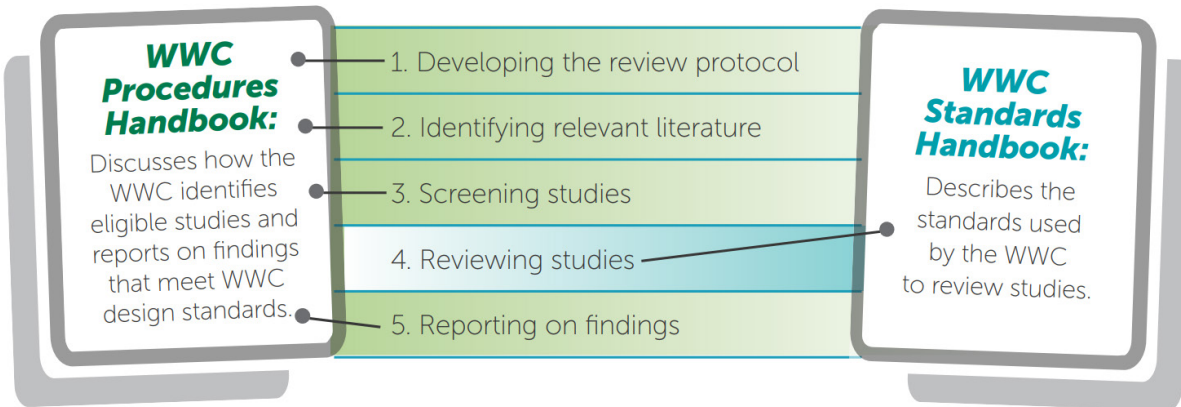 WWC
Procedures
Handbook:
Discusses how the
WWC identifies
eligible studies and
reports on findings
that meet WWC
design standards.
1. Developing the review protocol
2. Identifying relevant literature
3. Screening studies
4. Reviewing studies
5. Reporting on findings
WWC
Standards
Handbook:
Describes the
standards used
by the WWC
to review studies.